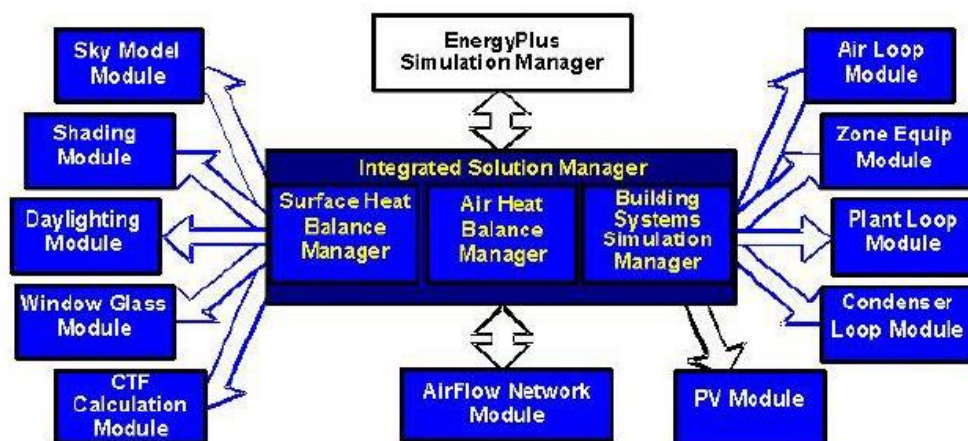 Sky Model
Module
Shading
Module
Daylighting
Module
Window Glass
Module
CTF
Calculation
Module
EnergyPlus
Simulation Manager
Integrated Solution Manager
Surface Heat
Balance
Manager
Air Heat
Balance
Manager
Building
Systems
Simulation
Manager
AirFlow Network
Module
PV Module
Air Loop
Module
Zone Equip
Module
Plant Loop
Module
Condenser
Loop Module